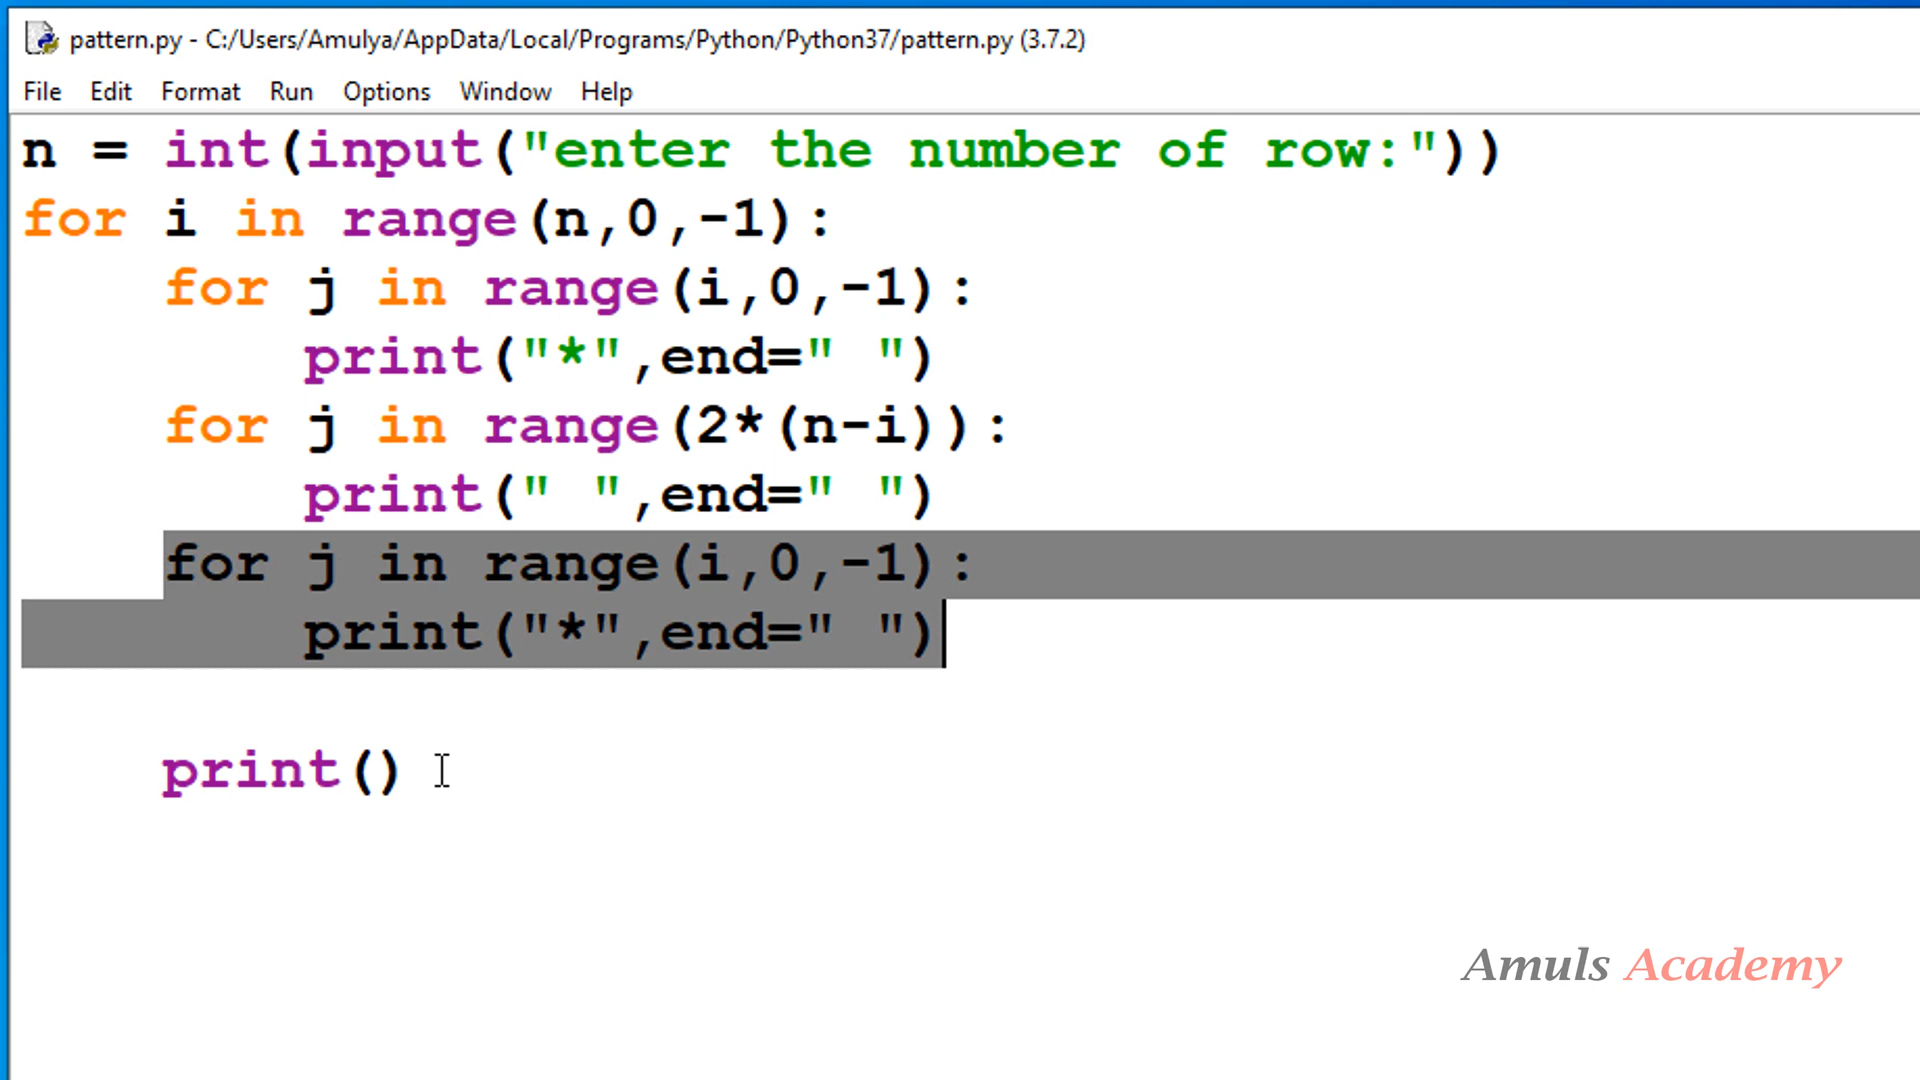 pattern.py - C:/Users/Amulya/AppData/Local/Programs/Python/Python37/pattern.py (3.7.2)
File Edit Format Run Options Window Help
n = int(input("enter the number of row:"))
for i in range(n,0,-1):
    for j in range(i,0,-1):
        print("*",end=" ")
    for j in range(2*(n-i)):
        print(" ",end=" ")
    for j in range(i,0,-1):
        print("*",end=" ")
    print()
Amuls Academy